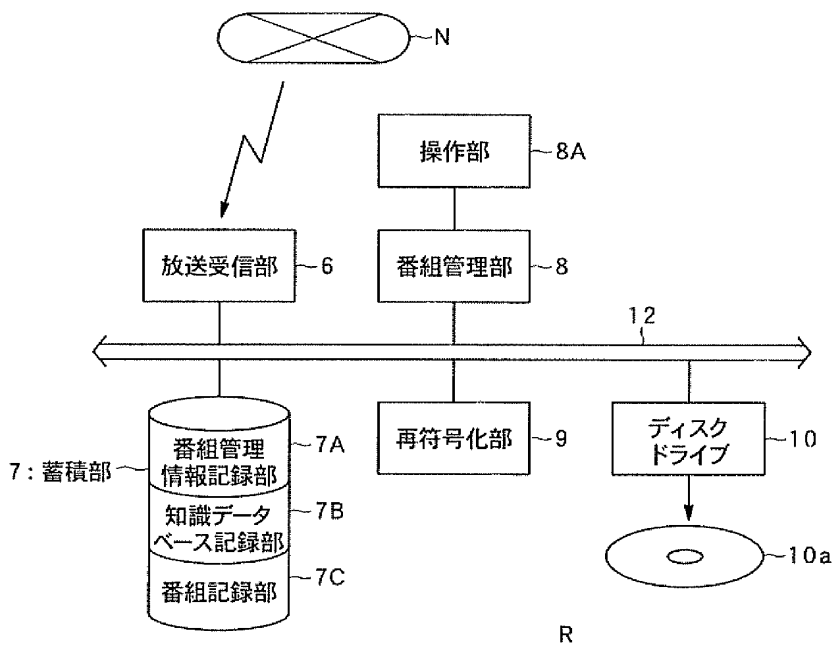 N
操作部
8A
放送受信部
6
番組管理部
8
12
7:蓄積部
番組管理
情報記録部
7A
知識データ
ベース記録部
7B
番組記録部
7C
再符号化部
9
ディスク
ドライブ
10
10a
R